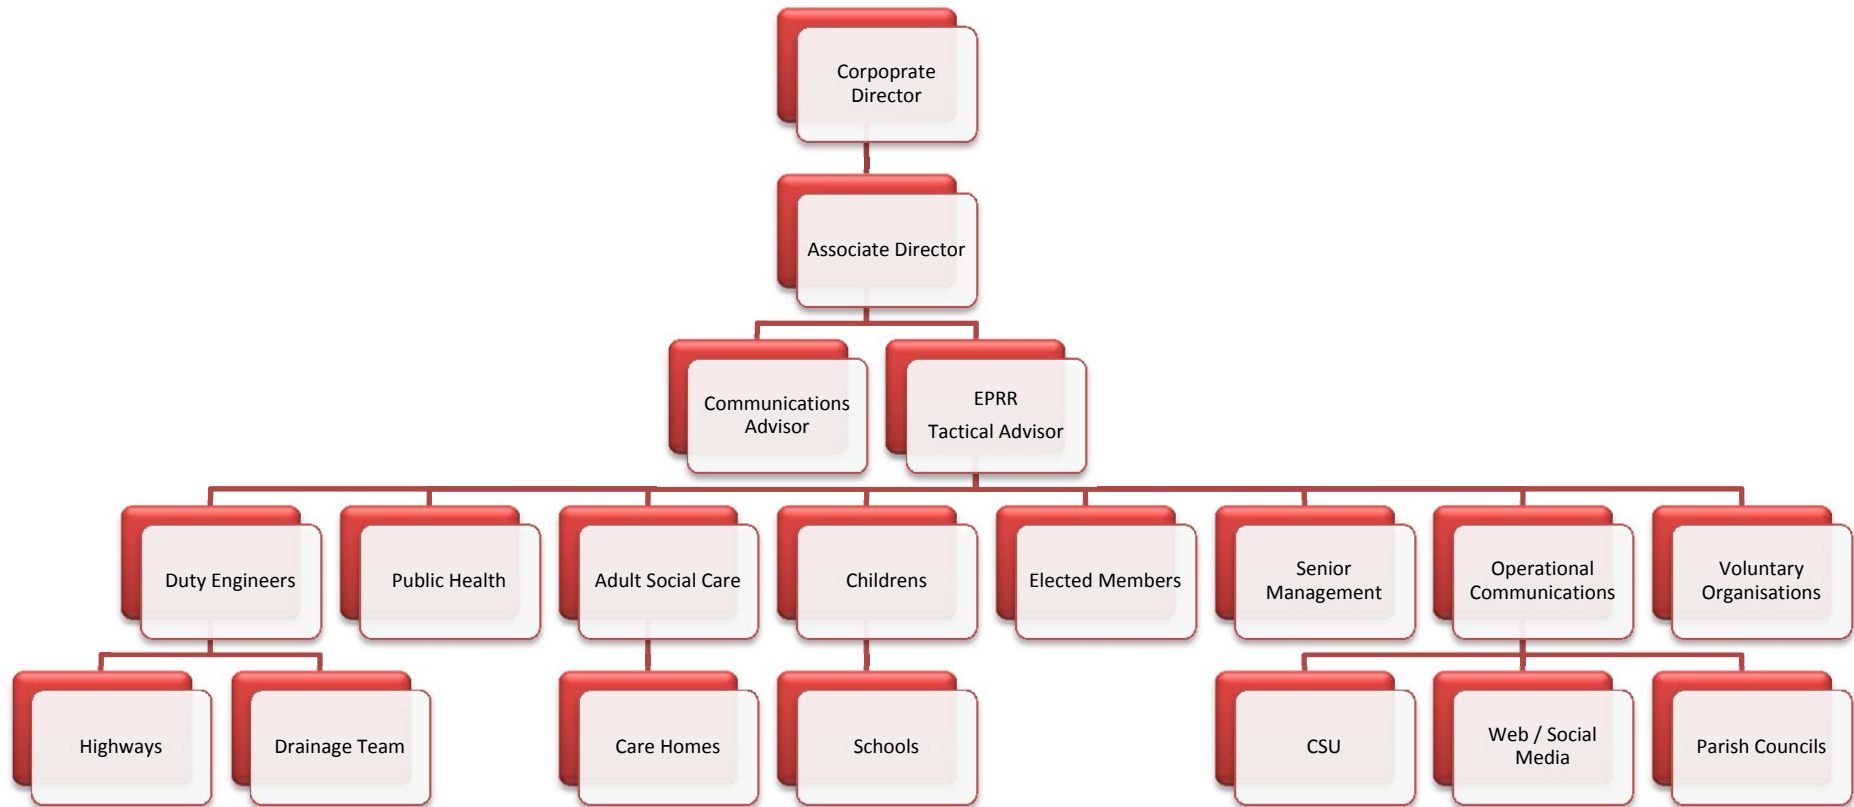 Corpoprate
Director
Associate Director
Communications
Advisor
EPRR
Tactical Advisor
Duty Engineers
Public Health
Adult Social Care
Childrens
Elected Members
Senior
Management
Operational
Communications
Voluntary
Organisations
Highways
Drainage Team
Care Homes
Schools
CSU
Web / Social
Media
Parish Councils